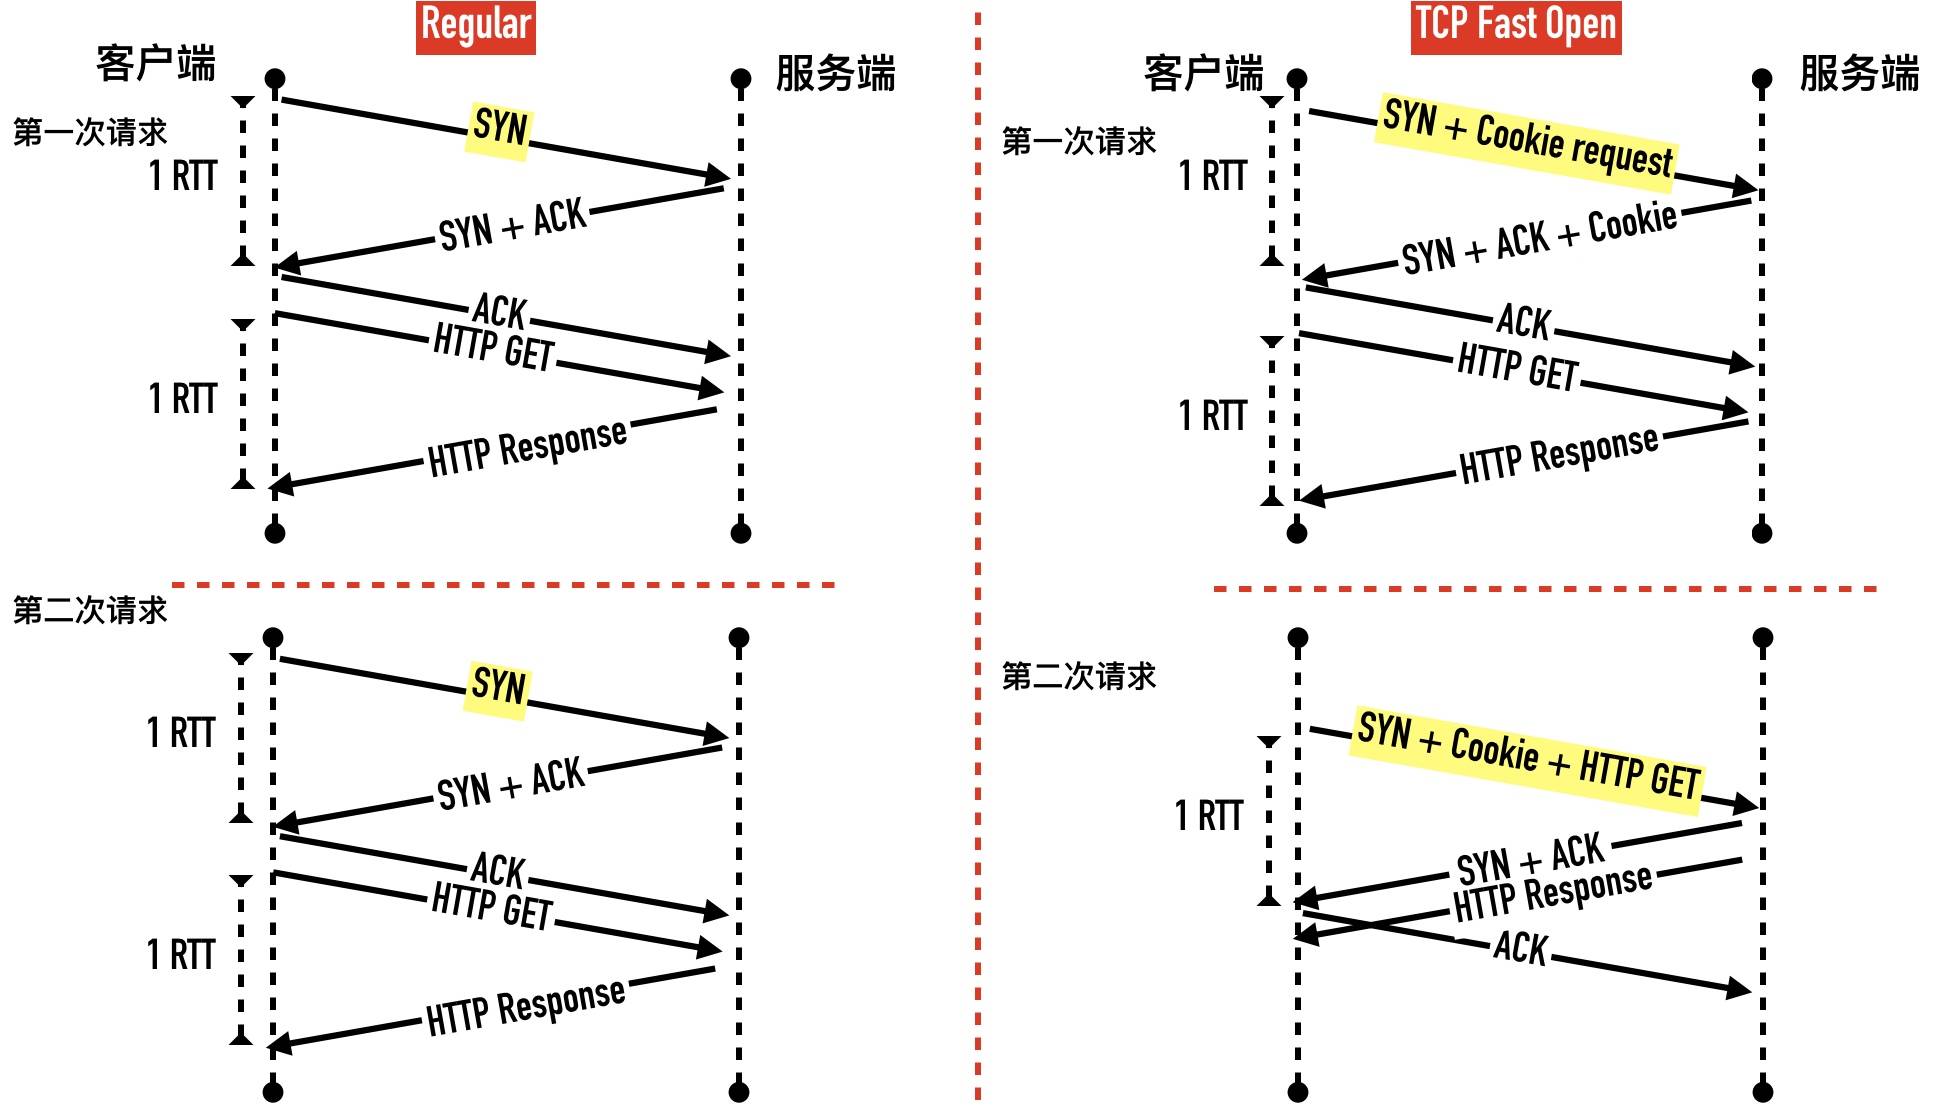 Regular
客户端
服务端
第一次请求
1 RTT
SYN
SYN + ACK
ACK
HTTP GET
1 RTT
HTTP Response
第二次请求
1 RTT
SYN
SYN + ACK
ACK
HTTP GET
1 RTT
HTTP Response
TCP Fast Open
客户端
服务端
第一次请求
1 RTT
SYN + Cookie request
SYN + ACK + Cookie
ACK
HTTP GET
1 RTT
HTTP Response
第二次请求
SYN + Cookie + HTTP GET
1 RTT
SYN + ACK
HTTP Response
ACK